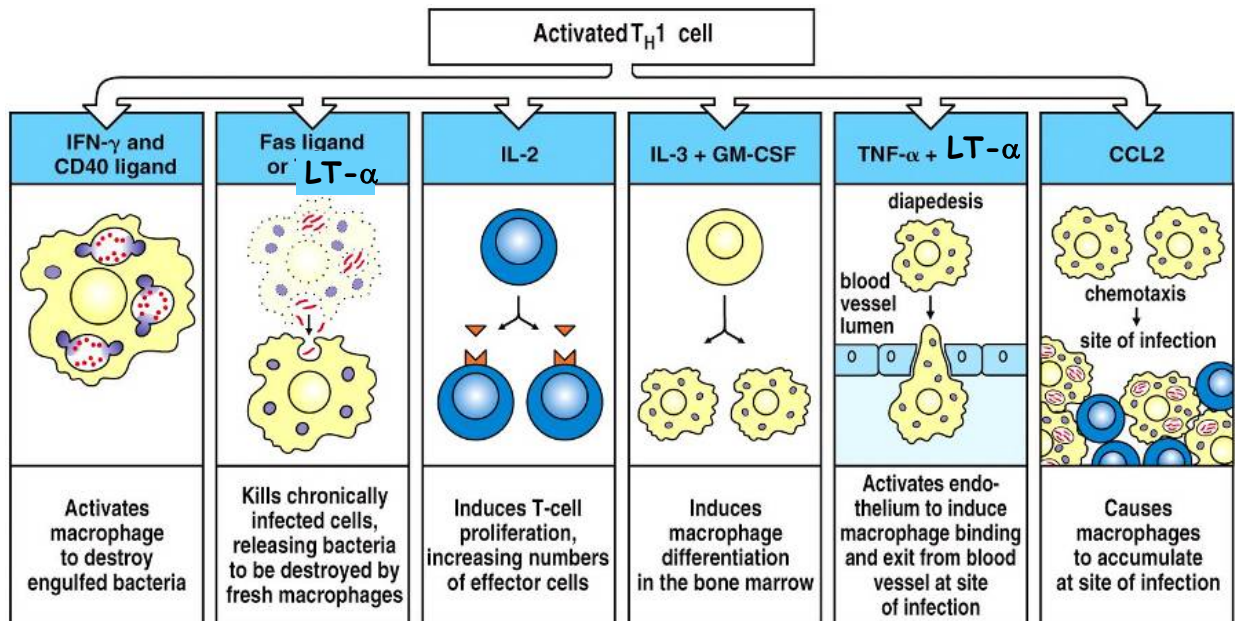 Activated TH1 cell
IFN-γ and
CD40 ligand
Fas ligand
or LT-α
IL-2
IL-3 + GM-CSF
TNF-α + LT-α
CCL2
diapedesis
blood
vessel
lumen
O
O
O
O
chemotaxis
site of infection
Activates
macrophage
to destroy
engulfed bacteria
Kills chronically
infected cells,
releasing bacteria
to be destroyed by
fresh macrophages
Induces T-cell
proliferation,
increasing numbers
of effector cells
Induces
macrophage
differentiation
in the bone marrow
Activates endo-
thelium to induce
macrophage binding
and exit from blood
vessel at site
of infection
Causes
macrophages
to accumulate
at site of infection